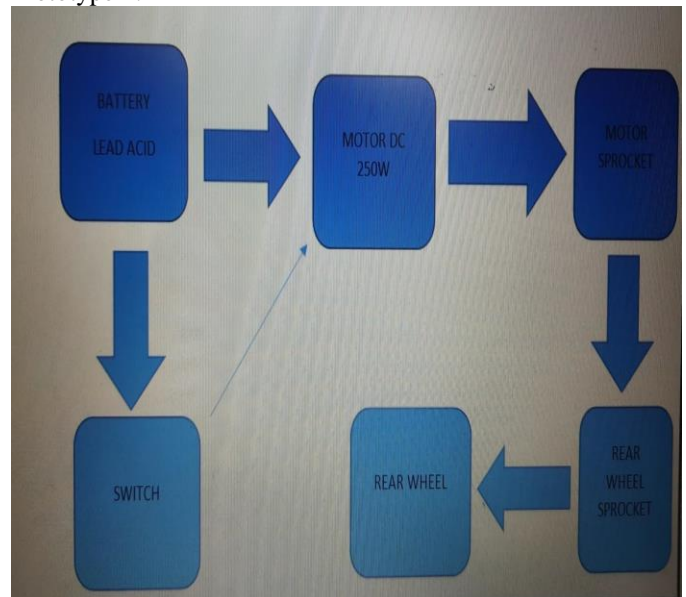 BATTERY
LEAD ACID
MOTOR DC
250W
MOTOR
SPROCKET
SWITCH
REAR WHEEL
REAR
WHEEL
SPROCKET